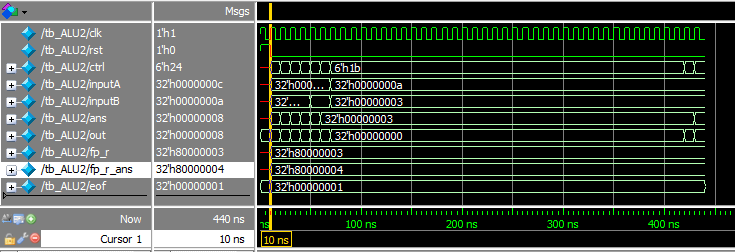 Msgs
/tb_ALU2/clk 1'h1
/tb_ALU2/rst 1'h0
/tb_ALU2/ctrl 6'h24 6'h1b
/tb_ALU2/inputA 32'h0000000c 32'h000... 32'h0000000a
/tb_ALU2/inputB 32'h0000000a 32'... 32'h00000003
/tb_ALU2/ans 32'h00000008 32'h00000003
/tb_ALU2/out 32'h00000008 32'h00000000
/tb_ALU2/fp_r 32'h80000003 32'h80000003
/tb_ALU2/fp_r_ans 32'h80000004 32'h80000004
/tb_ALU2/eof 32'h00000001 32'h00000001
Now 440 ns ns 100 ns 200 ns 300 ns 400 ns
Cursor 1 10 ns 10 ns